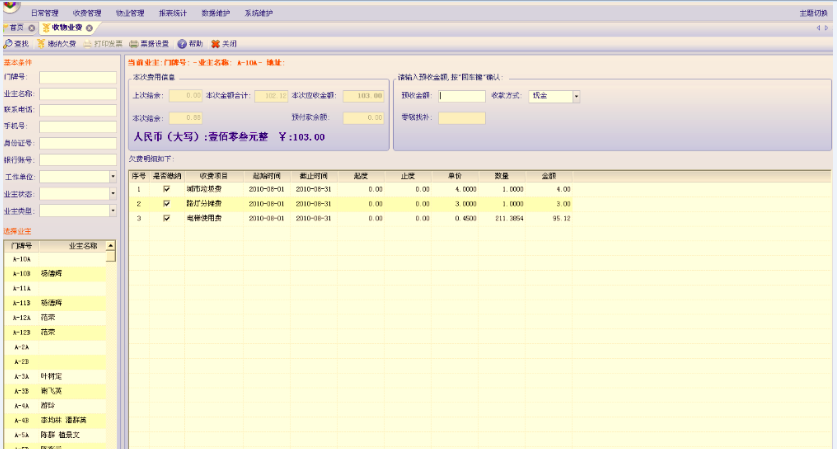 日常管理 收费管理 物业管理 报表统计 数据维护 系统维护 主题切换
首页 收物业费
查找 缴纳欠费 打印发票 票据设置 帮助 关闭
基本条件
门牌号:
业主名称:
联系电话:
手机号:
身份证号:
银行账号:
工作单位:
业主状态:
业主类型:
选择业主
门牌号 业主名称
A-10A
A-10B 杨德辉
A-11A
A-11B 杨德辉
A-12A 范荣
A-12B 范荣
A-2A
A-2B
A-3A 叶树定
A-3B 谢飞英
A-4A
A-4B 李均林 潘群英
A-5A 陈群 植景文
当前业主:门牌号: -业主名称: A-10A- 地址:
本次费用信息
上次结余: 0.00 本次金额合计: 102.12 本次应收金额: 103.00
本次结余: 0.88 预付款余额: 0.00
人民币（大写）:壹佰零叁元整 ￥:103.00
请输入预收金额,按"回车键"确认:
预收金额: 收款方式: 现金
零钱找补:
欠费明细如下:
序号 是否缴纳 收费项目 起始时间 截止时间 起度 止度 单价 数量 金额
1 城市垃圾费 2010-08-01 2010-08-31 0.00 0.00 4.0000 1.0000 4.00
2 路灯分摊费 2010-08-01 2010-08-31 0.00 0.00 3.0000 1.0000 3.00
3 电梯使用费 2010-08-01 2010-08-31 0.00 0.00 0.4500 211.3854 95.12